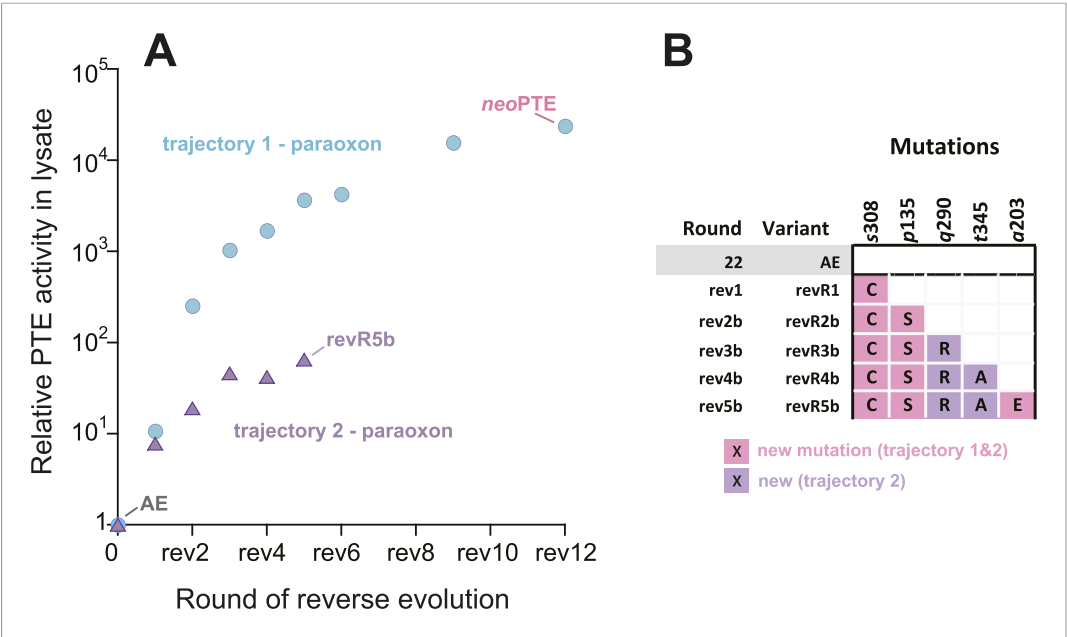 A
Relative PTE activity in lysate
10^5
10^4
10^3
10^2
10^1
1
neoPTE
trajectory 1 - paraoxon
revR5b
trajectory 2 - paraoxon
AE
0 rev2 rev4 rev6 rev8 rev10 rev12
Round of reverse evolution
B
Mutations
Round Variant s308 p135 q290 t345 a203
22 AE
rev1 revR1 C
rev2b revR2b C S
rev3b revR3b C S R
rev4b revR4b C S R A
rev5b revR5b C S R A E
X new mutation (trajectory 1&2)
X new (trajectory 2)